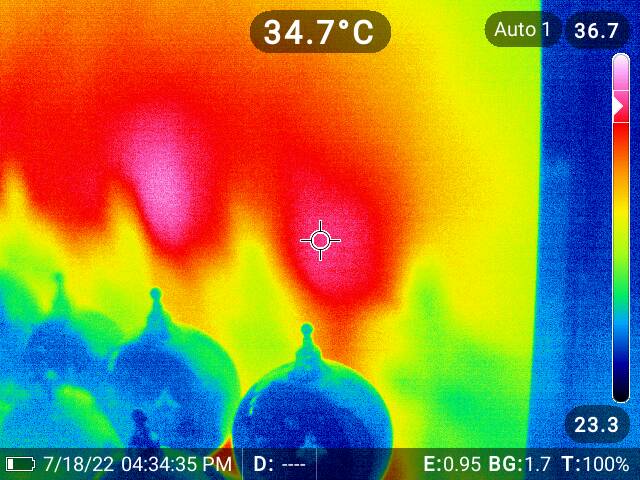 34.7°C
Auto 1
36.7
23.3
7/18/22 04:34:35 PM
D: ----
E:0.95 BG:1.7 T:100%